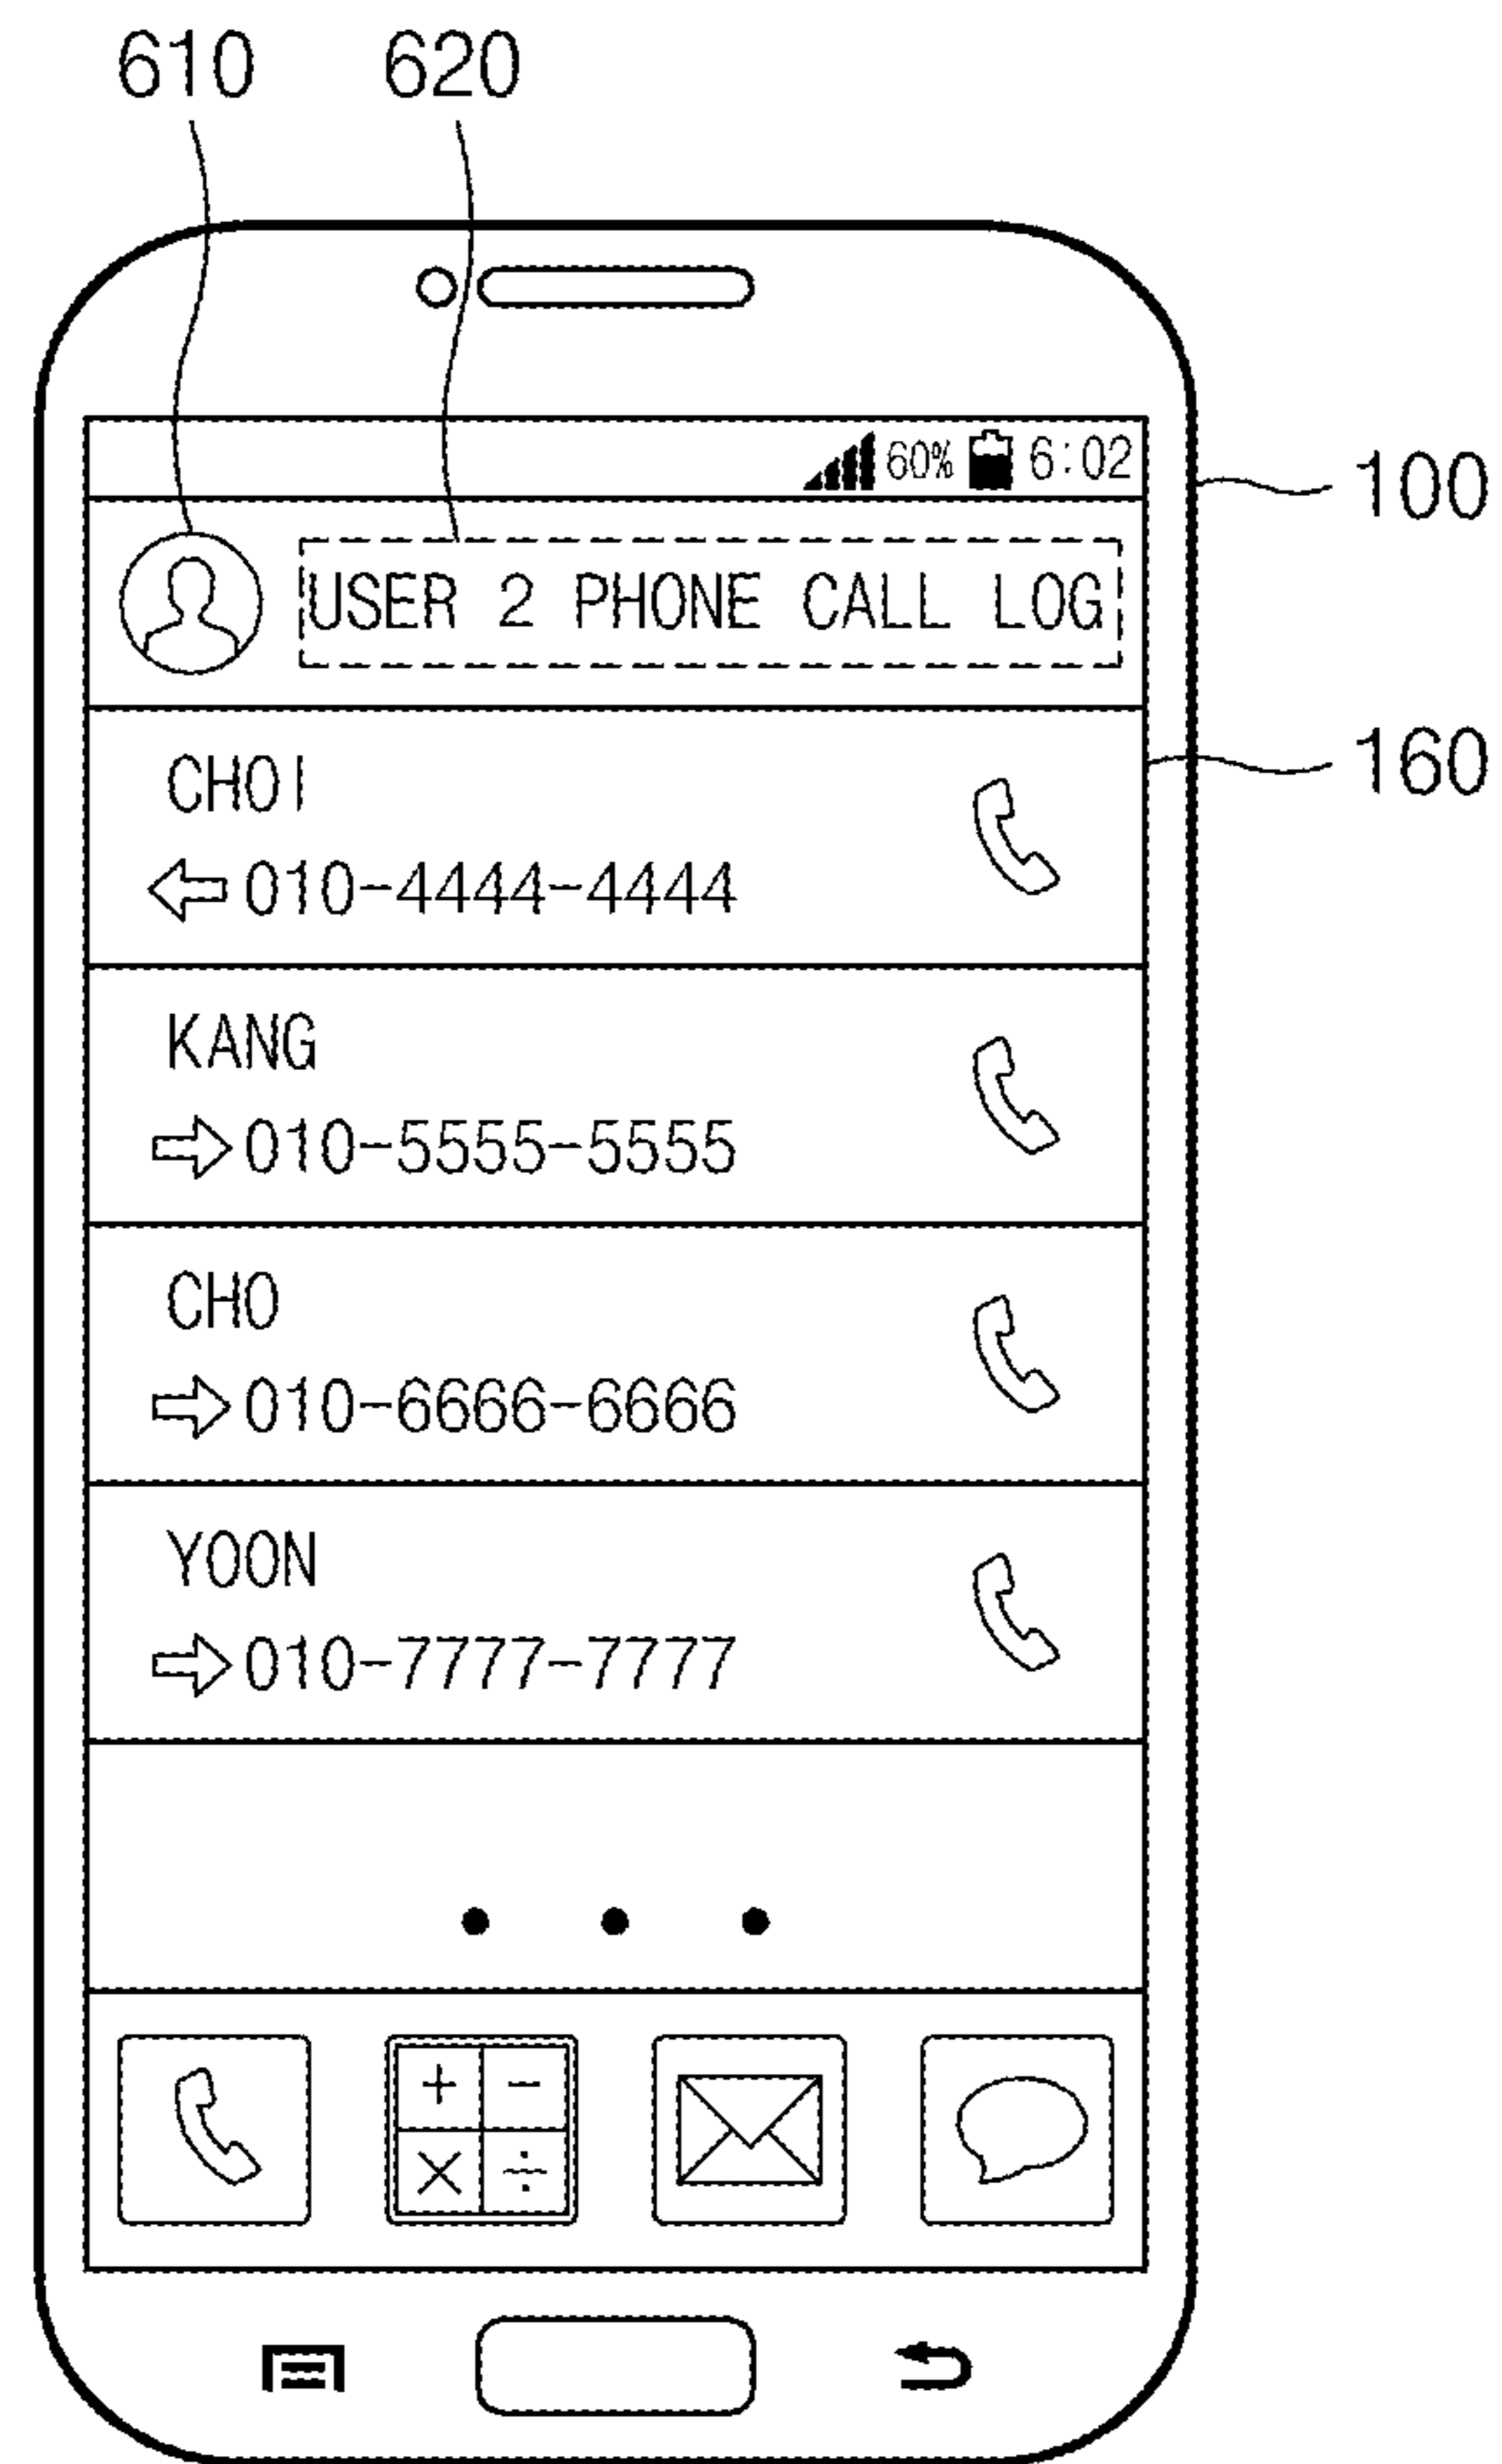 610 620
60% 6:02
100
USER 2 PHONE CALL LOG
160
CHOI
010-4444-4444
KANG
010-5555-5555
CHO
010-6666-6666
YOON
010-7777-7777
+ -
× ÷